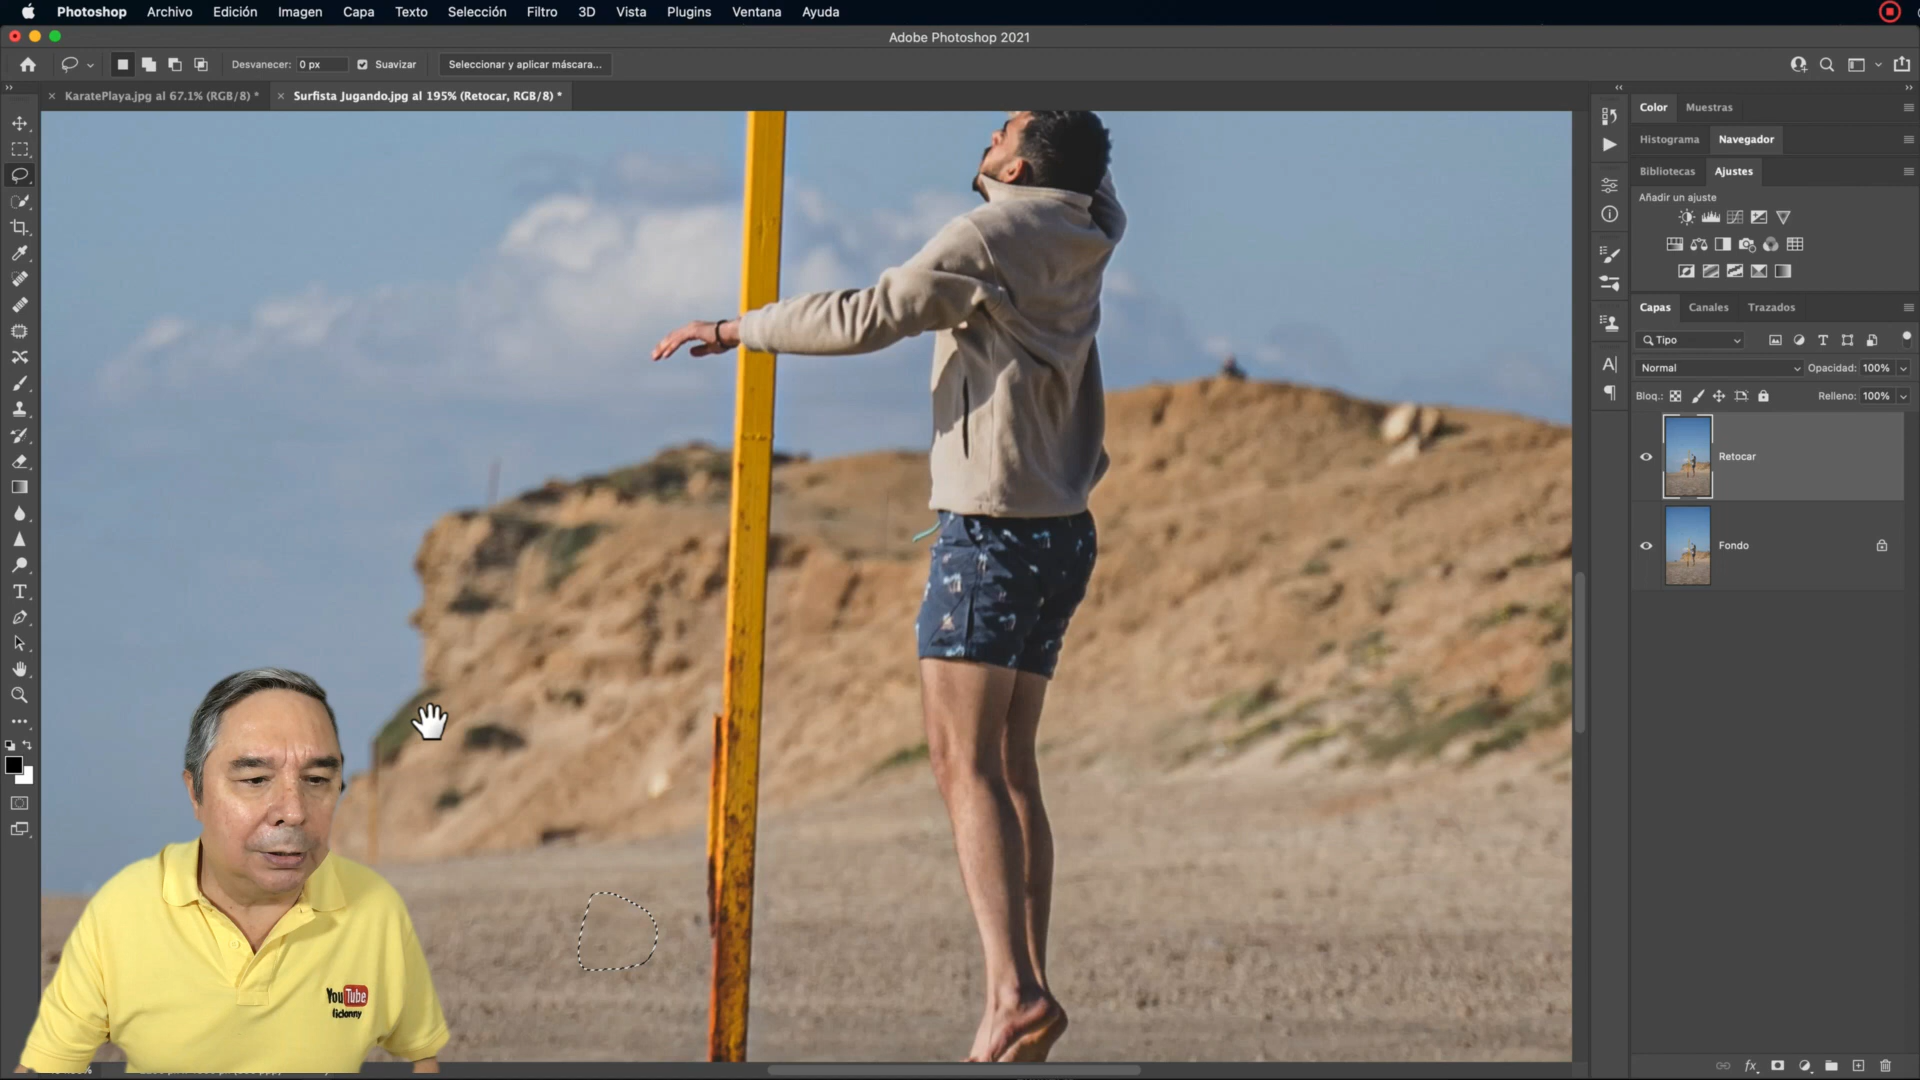 Photoshop Archivo Edición Imagen Capa Texto Selección Filtro 3D Vista Plugins Ventana Ayuda
Adobe Photoshop 2021
Desvanecer: 0 px Suavizar Seleccionar y aplicar máscara...
KaratePlaya.jpg al 67.1% (RGB/8) * Surfista Jugando.jpg al 195% (Retocar, RGB/8) *
Color Muestras
Histograma Navegador
Bibliotecas Ajustes
Añadir un ajuste
Capas Canales Trazados
Tipo
Normal Opacidad: 100%
Bloq.: Relleno: 100%
Retocar
Fondo
YouTube
lidonny